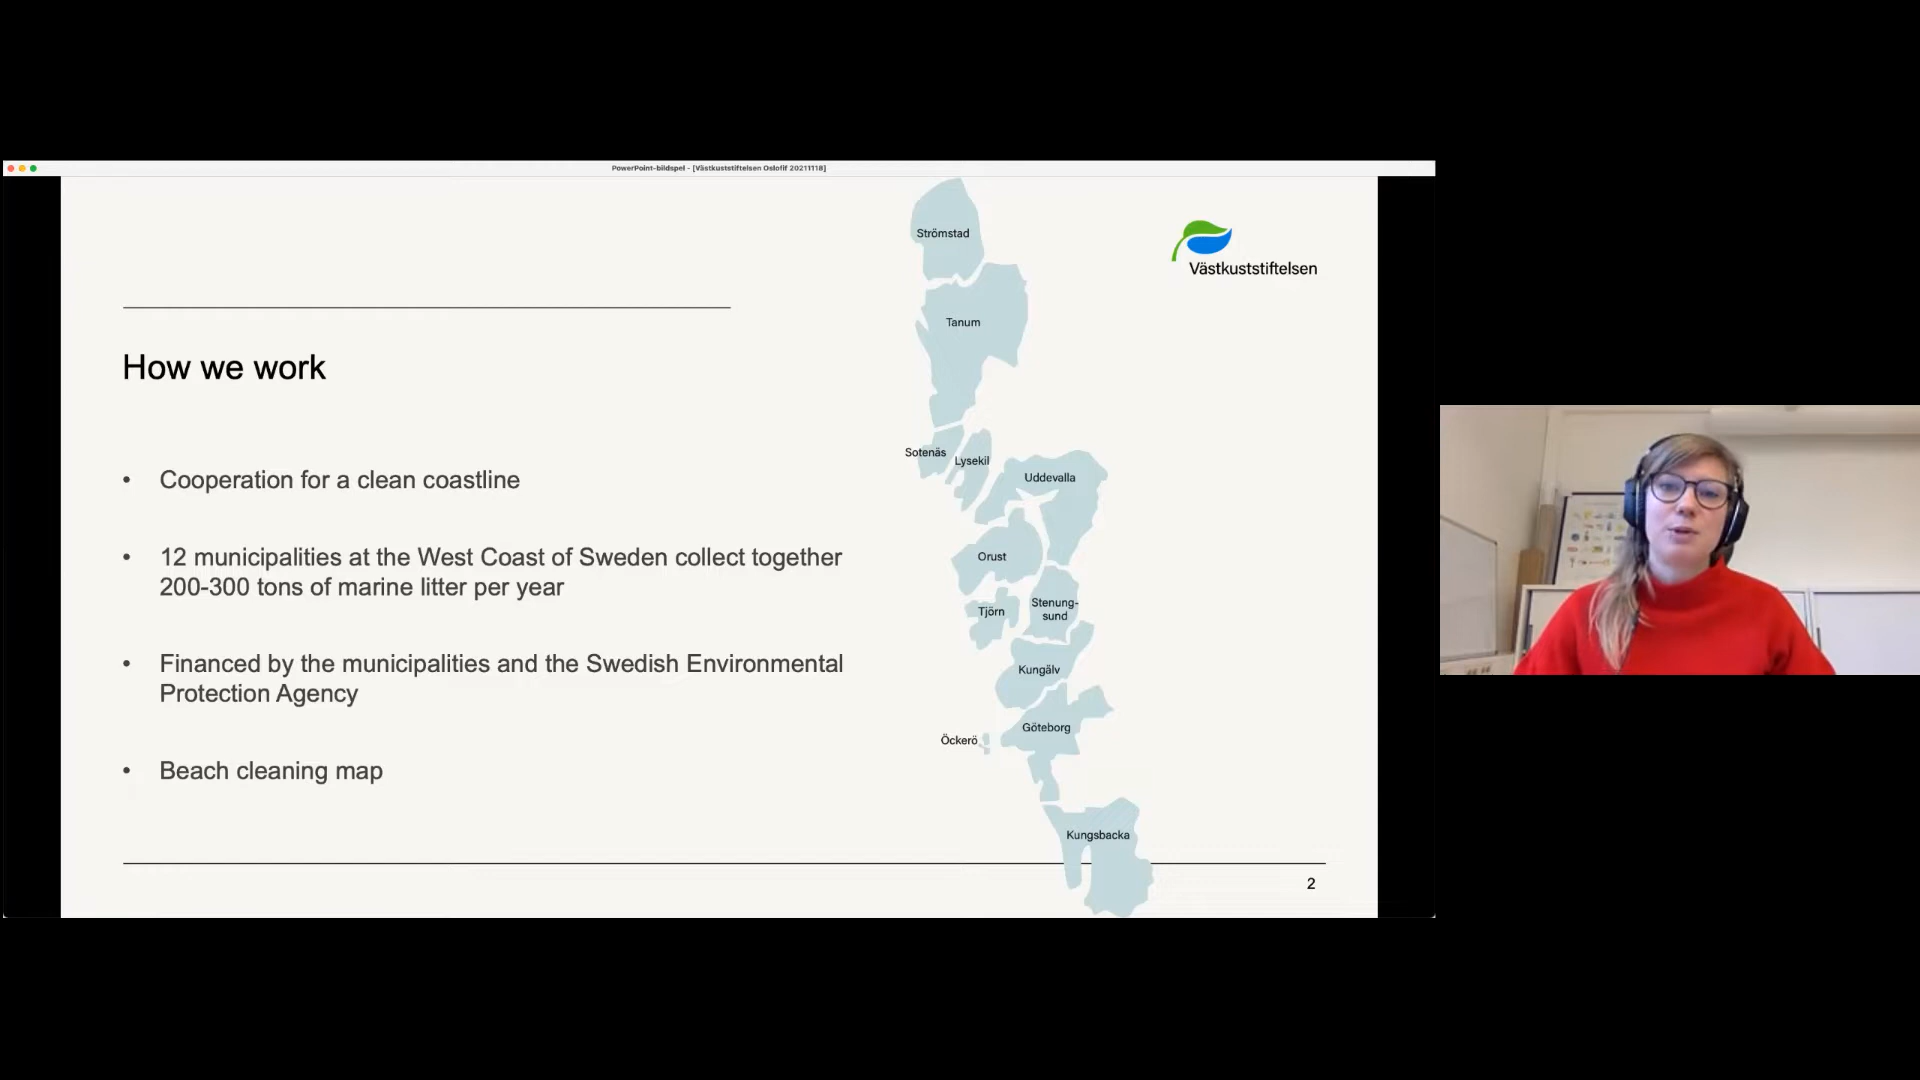 PowerPoint-bildspel - [Västkuststiftelsen Oslofif 20211118]
Västkuststiftelsen
How we work
• Cooperation for a clean coastline
• 12 municipalities at the West Coast of Sweden collect together
200-300 tons of marine litter per year
• Financed by the municipalities and the Swedish Environmental
Protection Agency
• Beach cleaning map
Strömstad
Tanum
Sotenäs
Lysekil
Uddevalla
Orust
Tjörn
Stenung-
sund
Kungälv
Göteborg
Öckerö
Kungsbacka
2